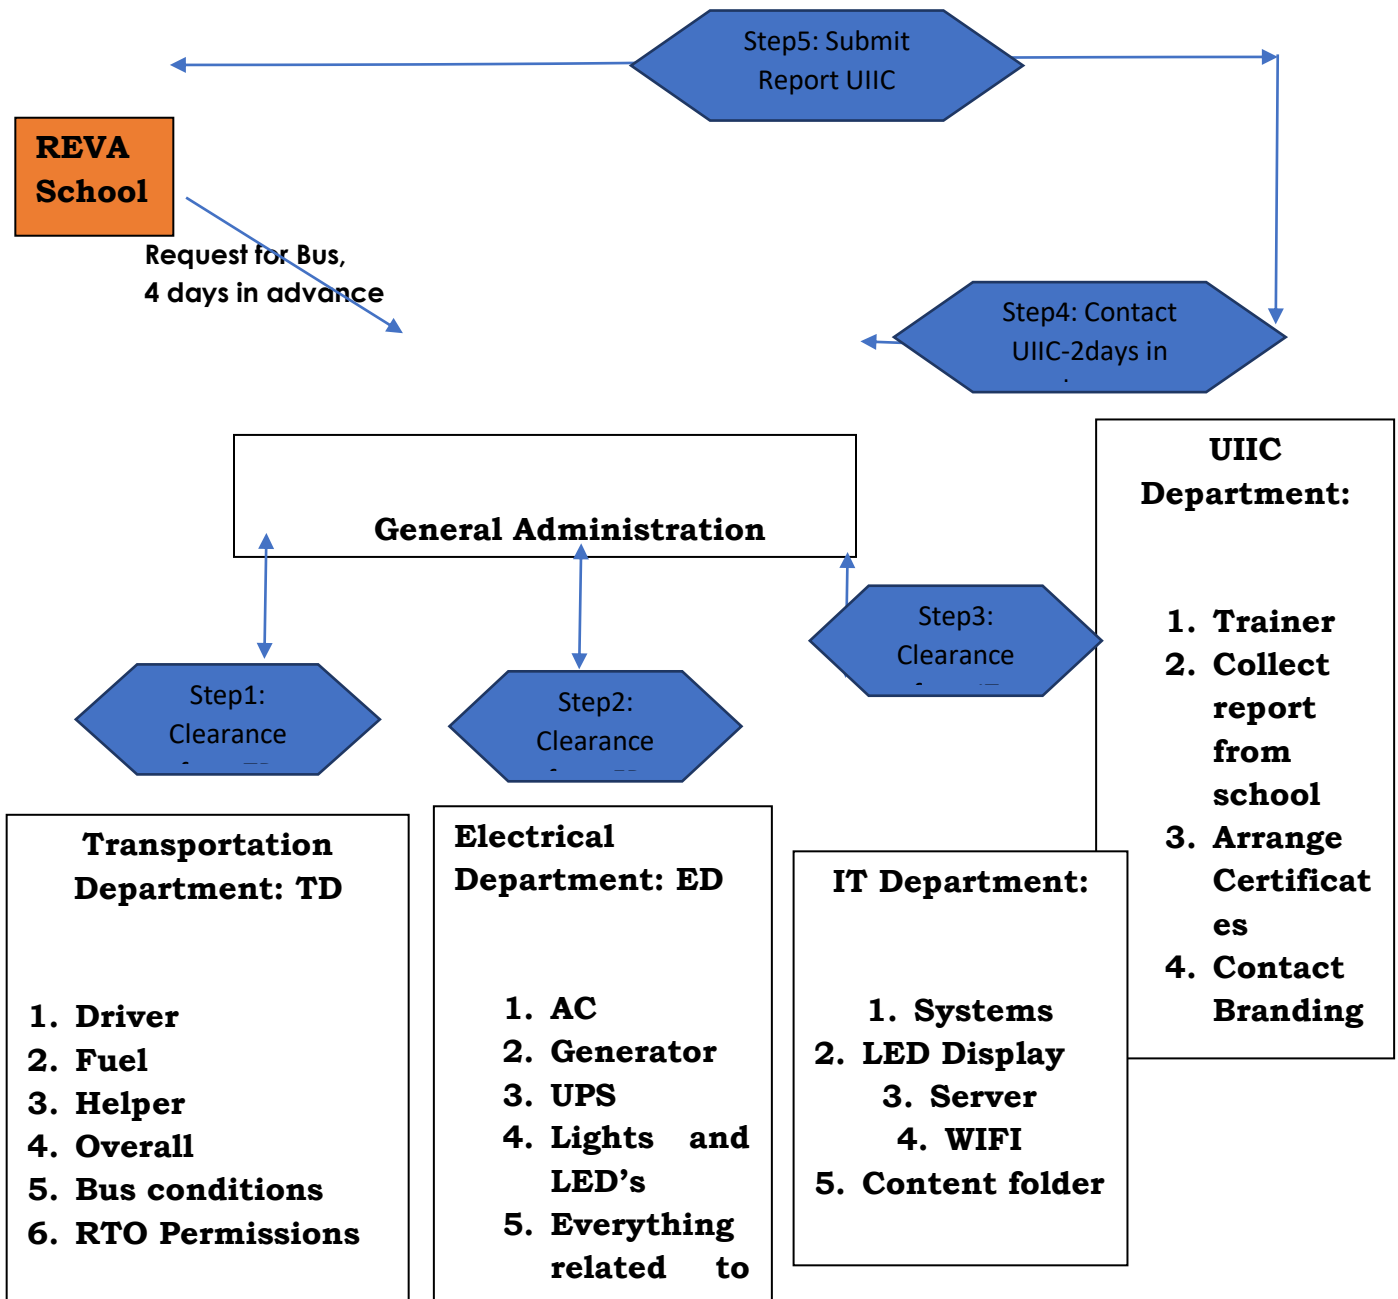 Step5: Submit
Report UIIC
REVA
School
Request for Bus,
4 days in advance
Step4: Contact
UIIC-2days in
General Administration
UIIC
Department:
1. Trainer
2. Collect
report
from
school
3. Arrange
Certificat
es
4. Contact
Branding
Step3:
Clearance
Step1:
Clearance
Step2:
Clearance
Transportation
Department: TD
1. Driver
2. Fuel
3. Helper
4. Overall
5. Bus conditions
6. RTO Permissions
Electrical
Department: ED
1. AC
2. Generator
3. UPS
4. Lights and
LED’s
5. Everything
related to
IT Department:
1. Systems
2. LED Display
3. Server
4. WIFI
5. Content folder